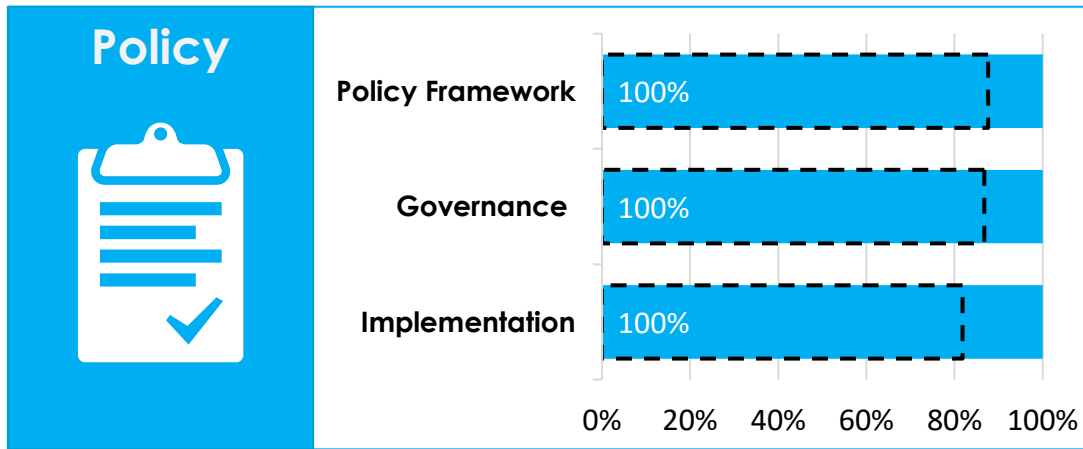 Policy
Policy Framework
100%
Governance
100%
Implementation
100%
0% 20% 40% 60% 80% 100%